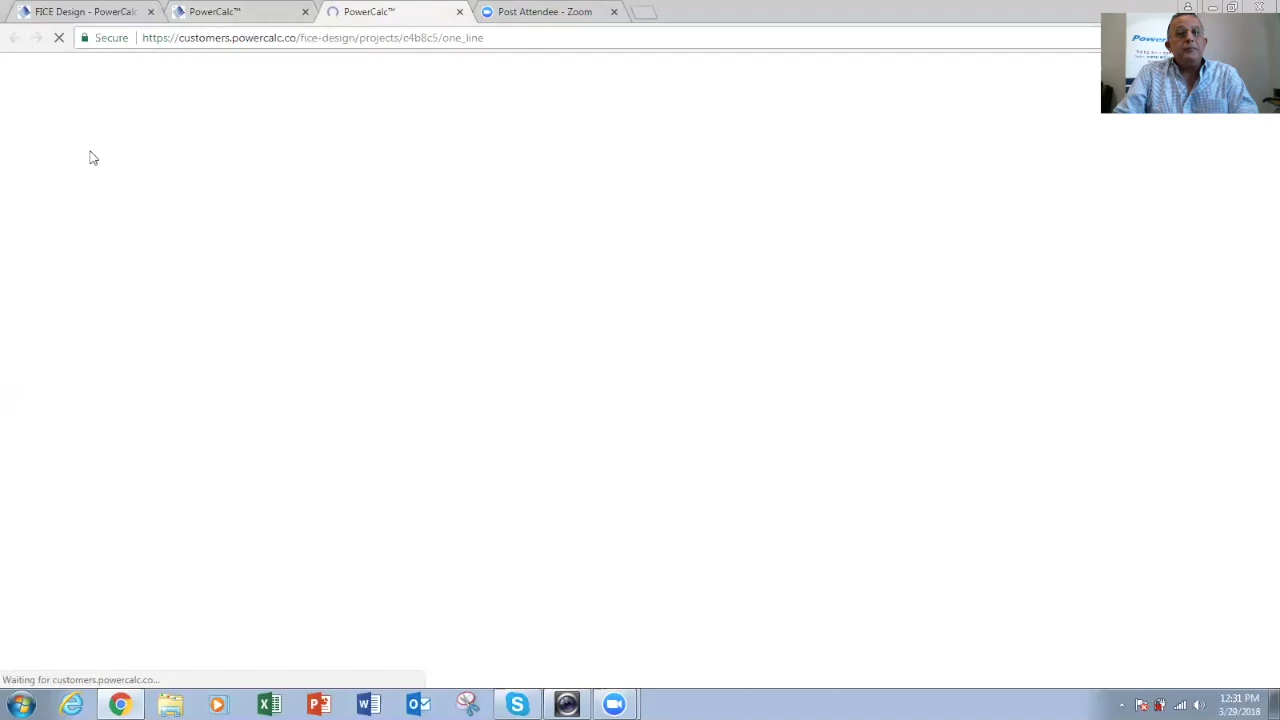 FICE Design - PowerCalc
PowerCalc™
PowerCalc™
Post Attendee - Zoom
Secure
https://customers.powercalc.co/fice-design/projects/c4b8c5/one_line
Power
Waiting for customers.powercalc.co...
12:31 PM
3/29/2018